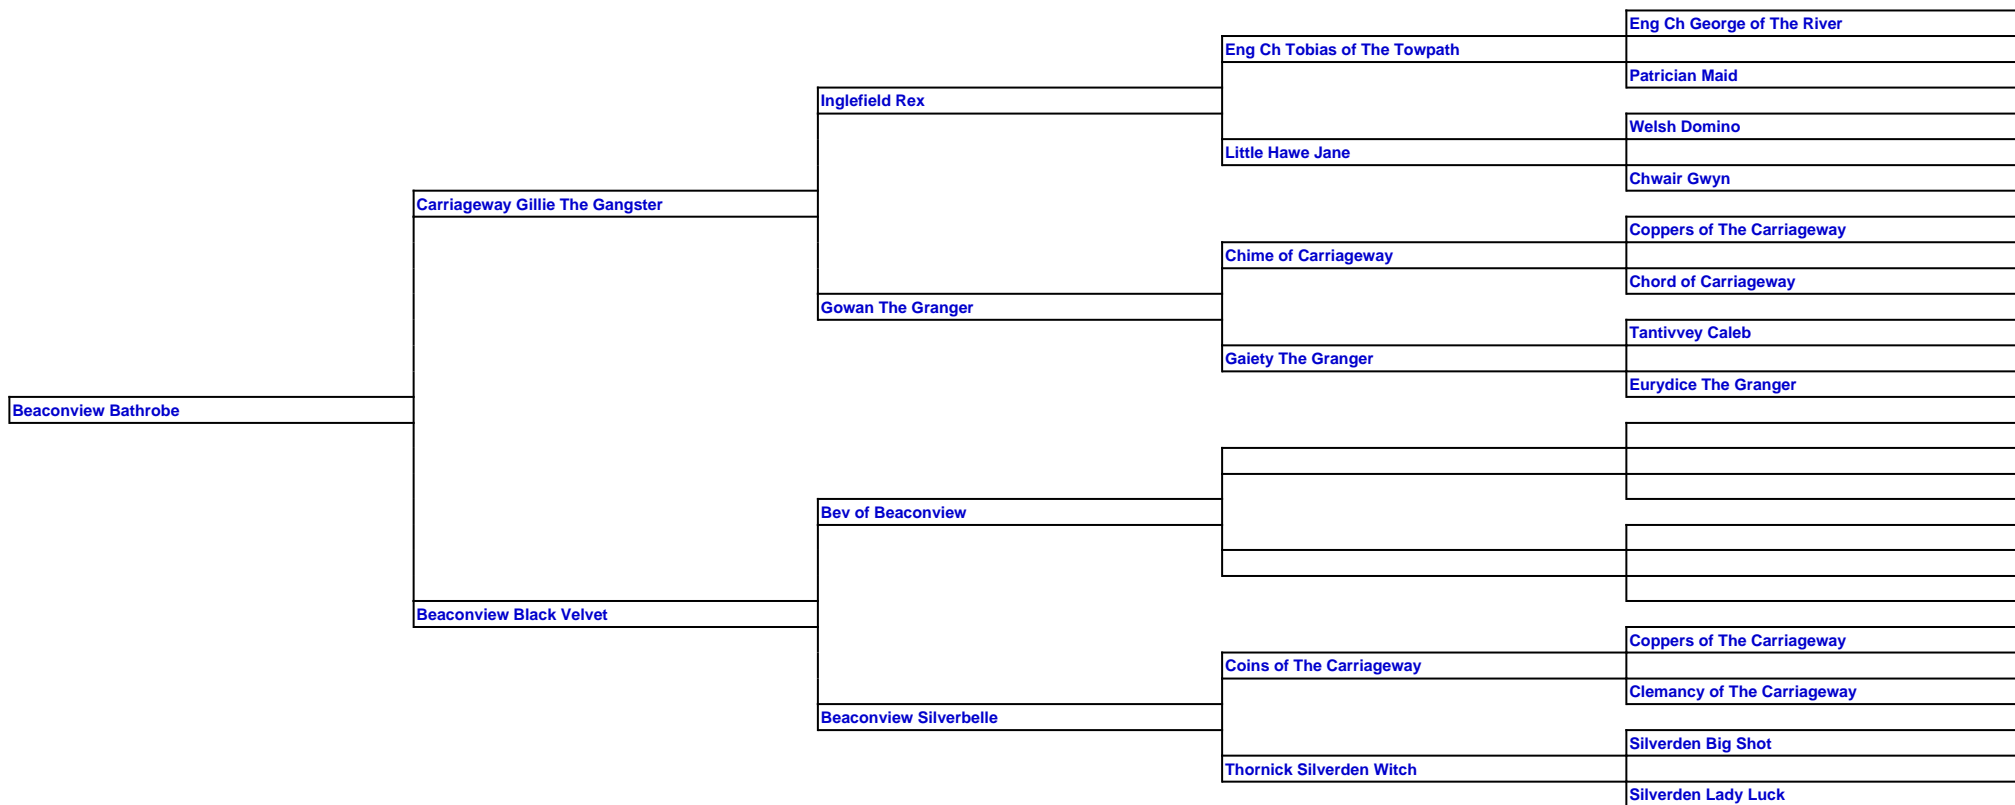 Eng Ch George of The River
Eng Ch Tobias of The Towpath
Patrician Maid
Inglefield Rex
Welsh Domino
Little Hawe Jane
Chwair Gwyn
Carriageway Gillie The Gangster
Coppers of The Carriageway
Chime of Carriageway
Chord of Carriageway
Gowan The Granger
Tantivvey Caleb
Gaiety The Granger
Eurydice The Granger
Beaconview Bathrobe
Bev of Beaconview
Beaconview Black Velvet
Coppers of The Carriageway
Coins of The Carriageway
Clemancy of The Carriageway
Beaconview Silverbelle
Silverden Big Shot
Thornick Silverden Witch
Silverden Lady Luck